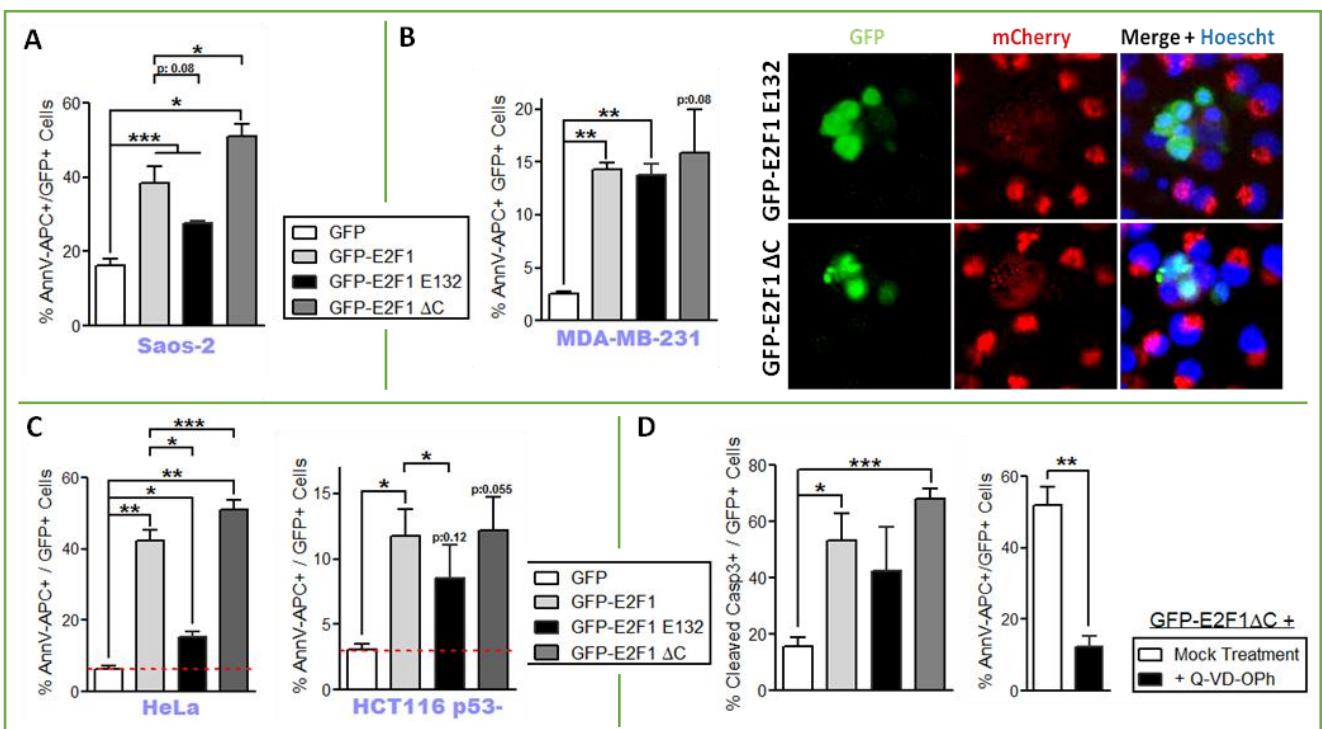 A
% AnnV-APC+/GFP+ Cells
60
40
20
0
*
p: 0.08
*
***
Saos-2
GFP
GFP-E2F1
GFP-E2F1 E132
GFP-E2F1 ΔC
B
% AnnV-APC+ GFP+ Cells
20
15
10
5
0
p:0.08
**
**
MDA-MB-231
GFP
mCherry
Merge + Hoescht
GFP-E2F1 E132
GFP-E2F1 ΔC
C
% AnnV-APC+ / GFP+ Cells
60
40
20
0
***
*
**
*
**
HeLa
% AnnV-APC+ / GFP+ Cells
15
10
5
0
*
*
p:0.055
p:0.12
HCT116 p53-
GFP
GFP-E2F1
GFP-E2F1 E132
GFP-E2F1 ΔC
D
% Cleaved Casp3+ / GFP+ Cells
80
60
40
20
0
***
*
% AnnV-APC+/GFP+ Cells
60
40
20
0
**
GFP-E2F1ΔC +
Mock Treatment
+ Q-VD-OPh